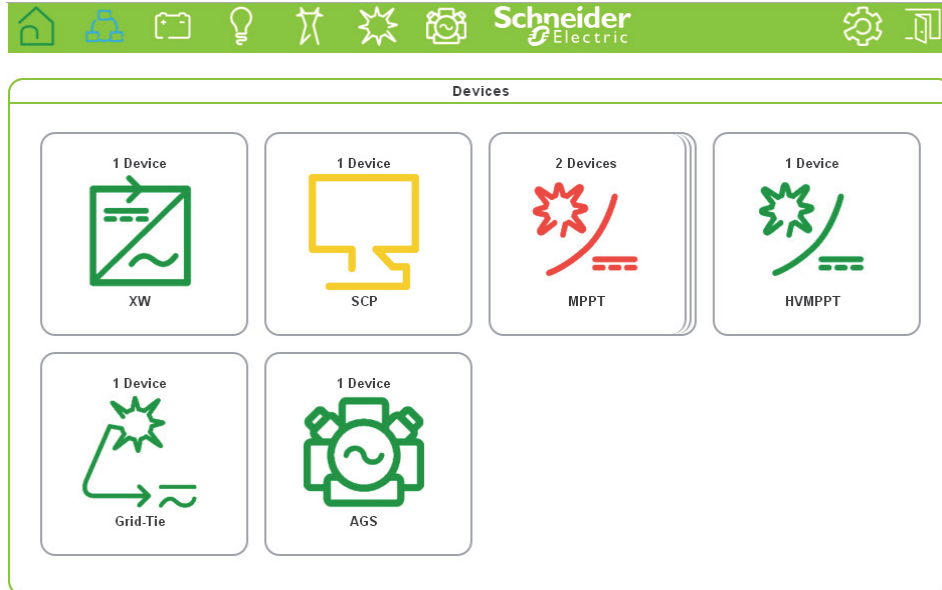 Schneider
Electric
Devices
1 Device
XW
1 Device
SCP
2 Devices
MPPT
1 Device
HVMPPT
1 Device
Grid-Tie
1 Device
AGS